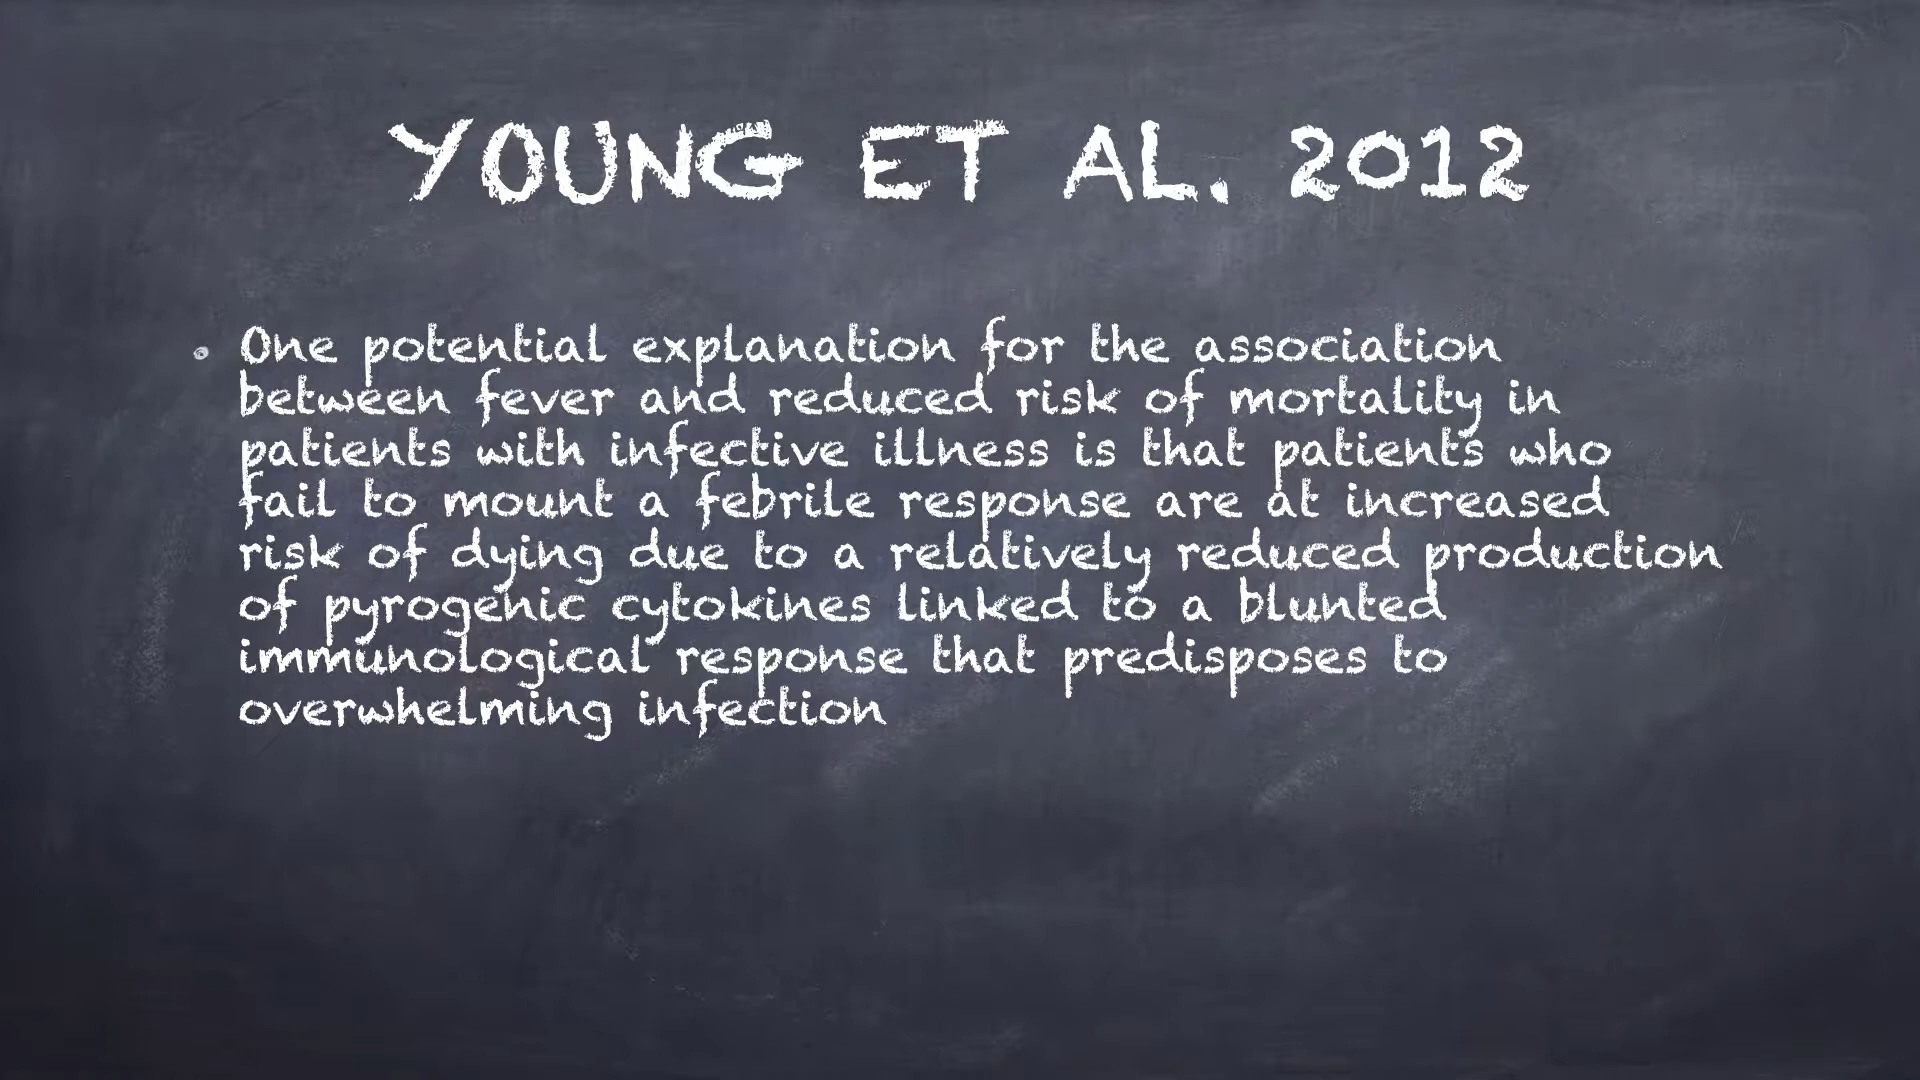 YOUNG ET AL. 2012
• One potential explanation for the association
between fever and reduced risk of mortality in
patients with infective illness is that patients who
fail to mount a febrile response are at increased
risk of dying due to a relatively reduced production
of pyrogenic cytokines linked to a blunted
immunological response that predisposes to
overwhelming infection